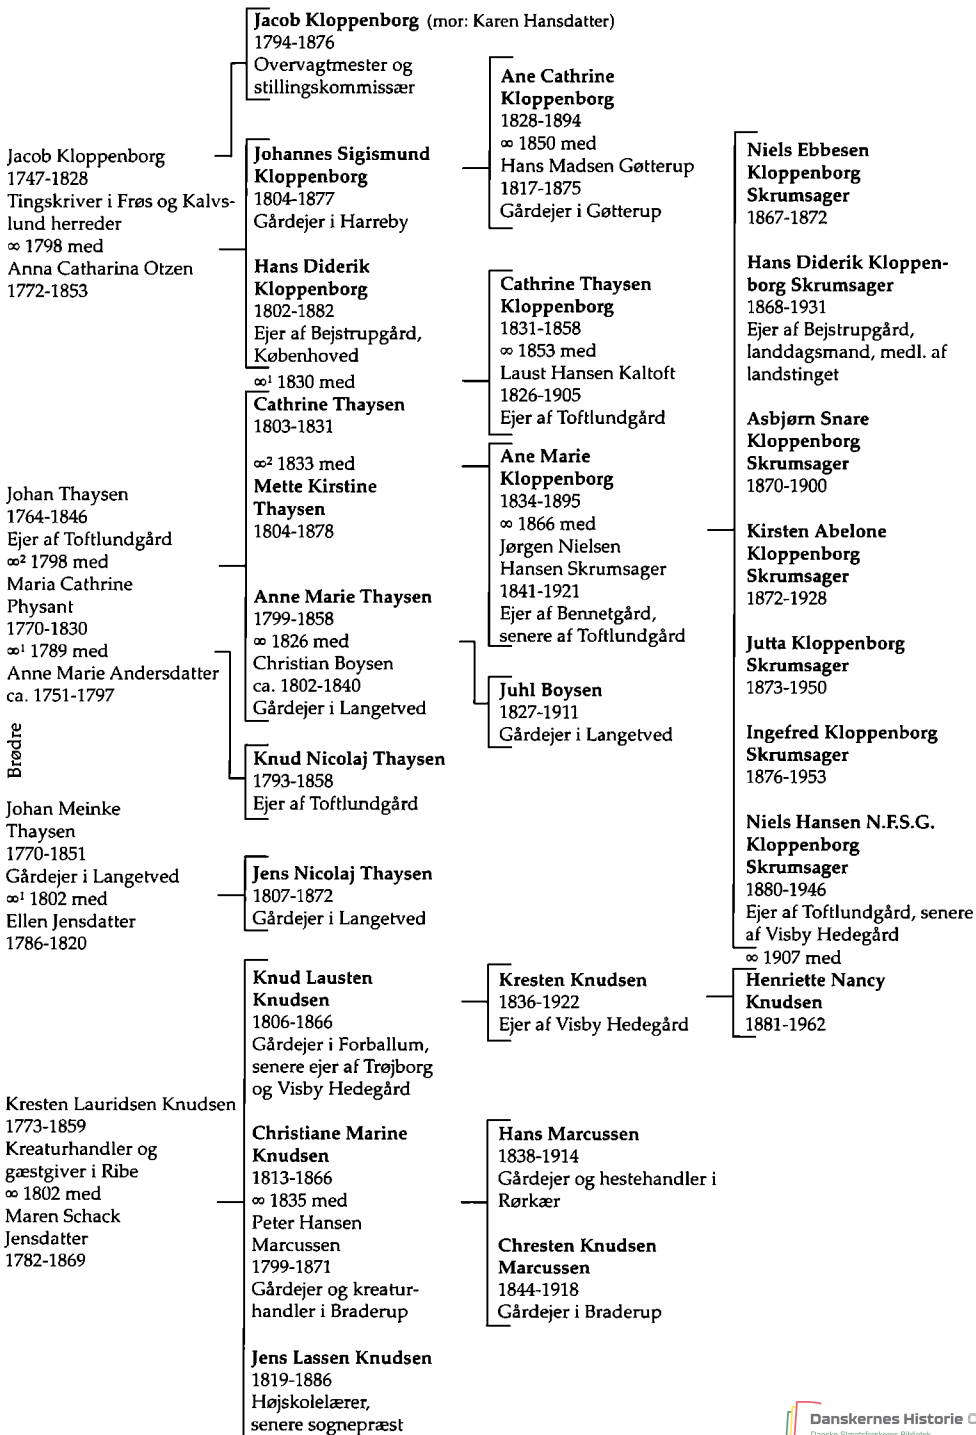 Jacob Kloppenborg (mor: Karen Hansdatter)
1794-1876
Overvagtmester og
stillingskommissær
Jacob Kloppenborg
1747-1828
Tingskriver i Frøs og Kalvs-
lund herreder
∞ 1798 med
Anna Catharina Otzen
1772-1853
Johannes Sigismund
Kloppenborg
1804-1877
Gårdejer i Harreby
Hans Diderik
Kloppenborg
1802-1882
Ejer af Bejstrupgård,
Københoved
∞¹ 1830 med
Cathrine Thaysen
1803-1831
∞² 1833 med
Mette Kirstine
Thaysen
1804-1878
Ane Cathrine
Kloppenborg
1828-1894
∞ 1850 med
Hans Madsen Gøtterup
1817-1875
Gårdejer i Gøtterup
Cathrine Thaysen
Kloppenborg
1831-1858
∞ 1853 med
Laust Hansen Kaltoft
1826-1905
Ejer af Toftlundgård
Ane Marie
Kloppenborg
1834-1895
∞ 1866 med
Jørgen Nielsen
Hansen Skrumsager
1841-1921
Ejer af Bennetgård,
senere af Toftlundgård
Niels Ebbesen
Kloppenborg
Skrumsager
1867-1872
Hans Diderik Kloppen-
borg Skrumsager
1868-1931
Ejer af Bejstrupgård,
landdagsmand, medl. af
landstinget
Asbjørn Snare
Kloppenborg
Skrumsager
1870-1900
Kirsten Abelone
Kloppenborg
Skrumsager
1872-1928
Jutta Kloppenborg
Skrumsager
1873-1950
Ingefred Kloppenborg
Skrumsager
1876-1953
Niels Hansen N.F.S.G.
Kloppenborg
Skrumsager
1880-1946
Ejer af Toftlundgård, senere
af Visby Hedegård
∞ 1907 med
Henriette Nancy
Knudsen
1881-1962
Johan Thaysen
1764-1846
Ejer af Toftlundgård
∞² 1798 med
Maria Cathrine
Physant
1770-1830
∞¹ 1789 med
Anne Marie Andersdatter
ca. 1751-1797
Anne Marie Thaysen
1799-1858
∞ 1826 med
Christian Boysen
ca. 1802-1840
Gårdejer i Langetved
Juhl Boysen
1827-1911
Gårdejer i Langetved
Knud Nicolaj Thaysen
1793-1858
Ejer af Toftlundgård
Brødre
Johan Meinke
Thaysen
1770-1851
Gårdejer i Langetved
∞¹ 1802 med
Ellen Jensdatter
1786-1820
Jens Nicolaj Thaysen
1807-1872
Gårdejer i Langetved
Kresten Lauridsen Knudsen
1773-1859
Kreaturhandler og
gæstgiver i Ribe
∞ 1802 med
Maren Schack
Jensdatter
1782-1869
Knud Lausten
Knudsen
1806-1866
Gårdejer i Forballum,
senere ejer af Trøjborg
og Visby Hedegård
Kresten Knudsen
1836-1922
Ejer af Visby Hedegård
Christiane Marine
Knudsen
1813-1866
∞ 1835 med
Peter Hansen
Marcussen
1799-1871
Gårdejer og kreatur-
handler i Braderup
Hans Marcussen
1838-1914
Gårdejer og hestehandler i
Rørkær
Chresten Knudsen
Marcussen
1844-1918
Gårdejer i Braderup
Jens Lassen Knudsen
1819-1886
Højskolelærer,
senere sognepræst
Danskernes Historie
Danske Slægtsforskeres Bibliotek